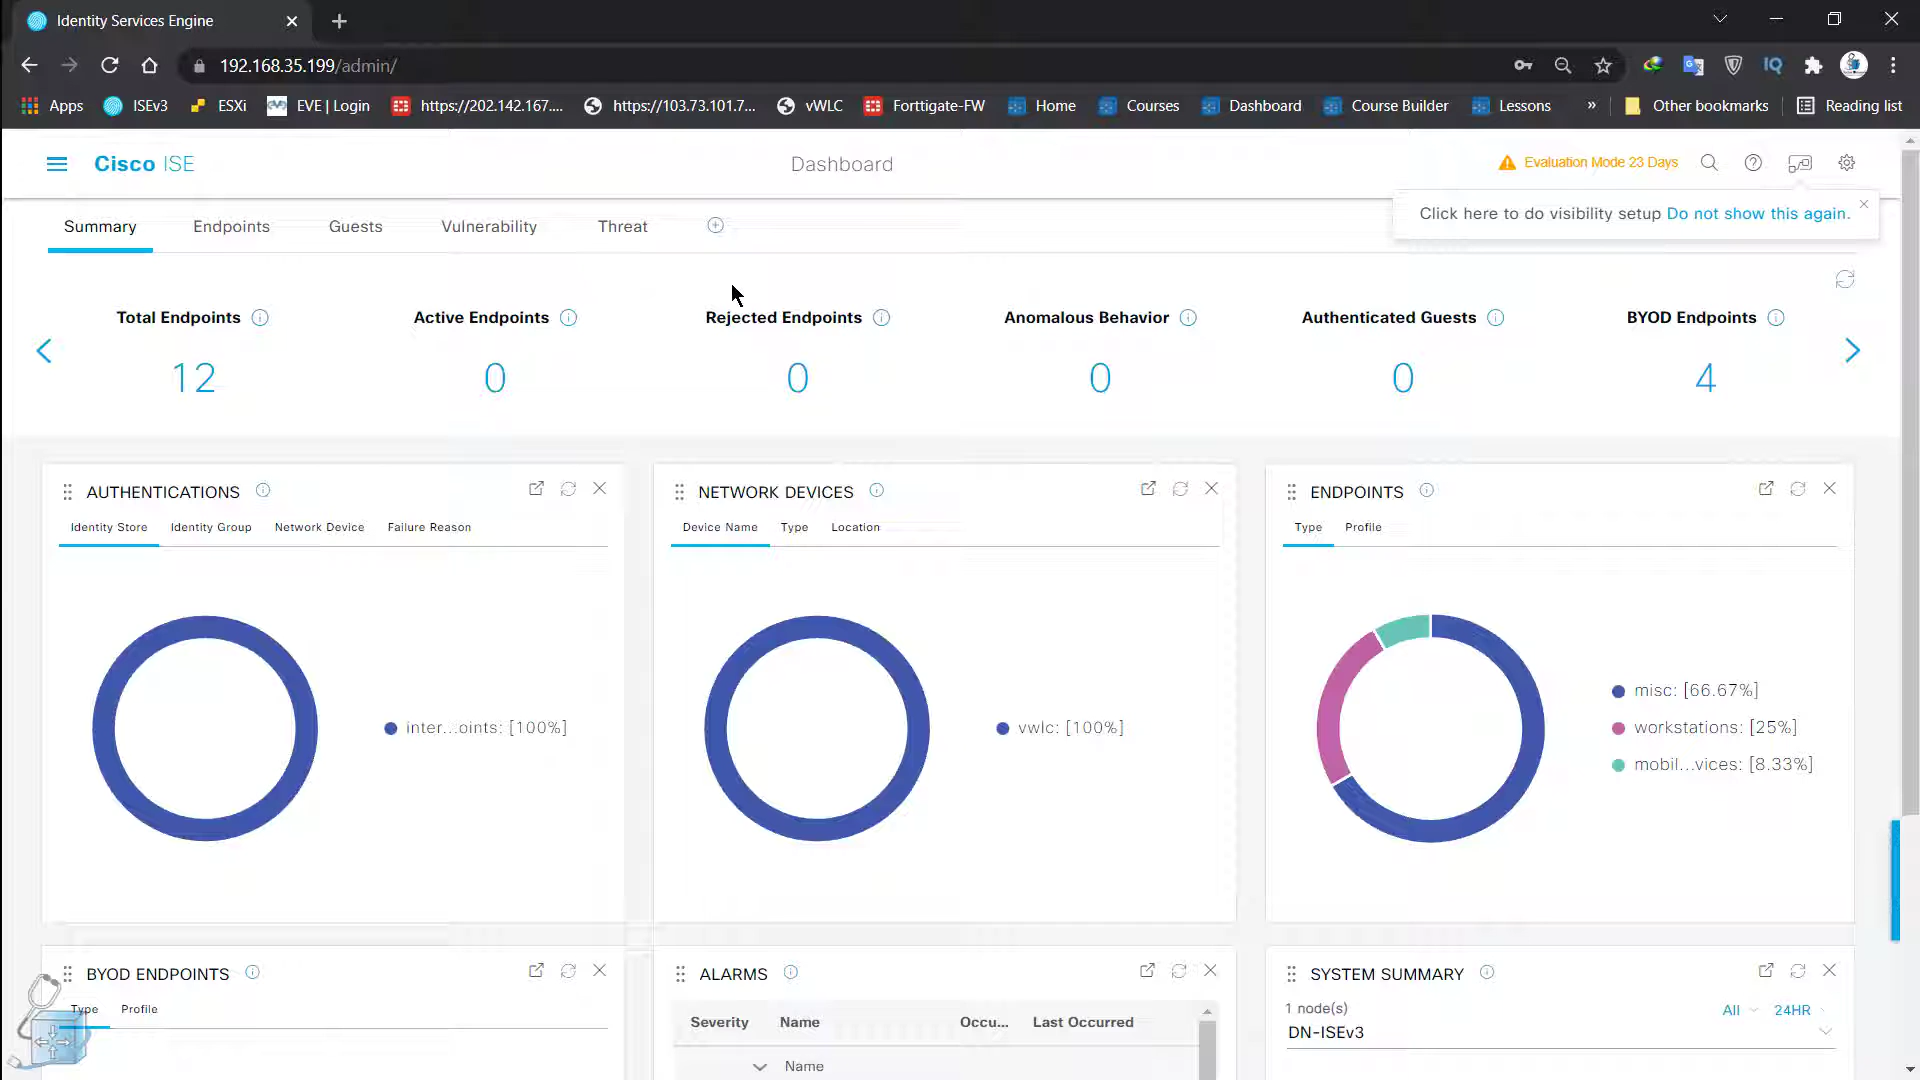 Identity Services Engine
192.168.35.199/admin/
Apps ISEv3 ESXi EVE | Login https://202.142.167.... https://103.73.101.7... vWLC Forttigate-FW Home Courses Dashboard Course Builder Lessons » Other bookmarks Reading list
Cisco ISE Dashboard Evaluation Mode 23 Days
Click here to do visibility setup Do not show this again.
Summary Endpoints Guests Vulnerability Threat
Total Endpoints Active Endpoints Rejected Endpoints Anomalous Behavior Authenticated Guests BYOD Endpoints
12 0 0 0 0 4
AUTHENTICATIONS
Identity Store Identity Group Network Device Failure Reason
inter...oints: [100%]
NETWORK DEVICES
Device Name Type Location
vwlc: [100%]
ENDPOINTS
Type Profile
misc: [66.67%]
workstations: [25%]
mobil...vices: [8.33%]
BYOD ENDPOINTS
Type Profile
ALARMS
Severity Name Occu... Last Occurred
Name
SYSTEM SUMMARY
1 node(s) All 24HR
DN-ISEv3